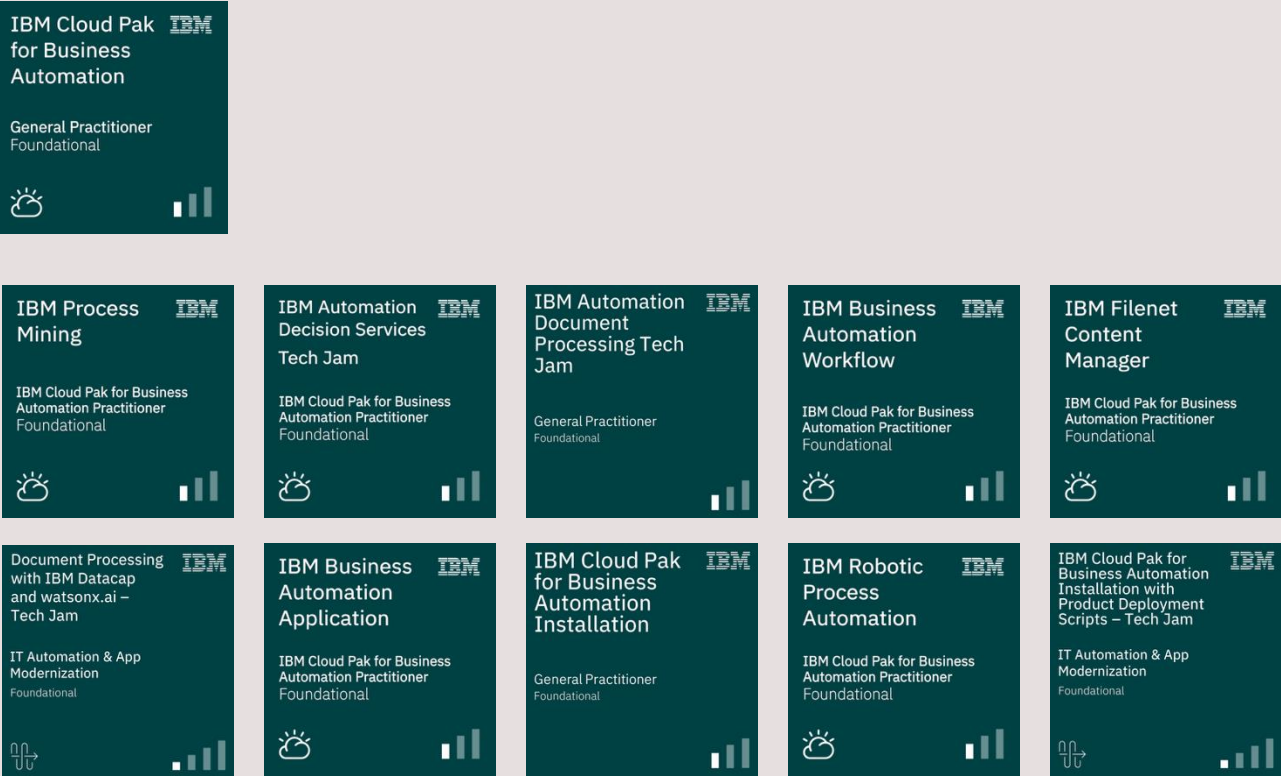 IBM Cloud Pak IBM
for Business
Automation
General Practitioner
Foundational
IBM Process IBM
Mining
IBM Cloud Pak for Business
Automation Practitioner
Foundational
IBM Automation IBM
Decision Services
Tech Jam
IBM Cloud Pak for Business
Automation Practitioner
Foundational
IBM Automation IBM
Document
Processing Tech
Jam
General Practitioner
Foundational
IBM Business IBM
Automation
Workflow
IBM Cloud Pak for Business
Automation Practitioner
Foundational
IBM Filenet IBM
Content
Manager
IBM Cloud Pak for Business
Automation Practitioner
Foundational
Document Processing IBM
with IBM Datacap
and watsonx.ai –
Tech Jam
IT Automation & App
Modernization
Foundational
IBM Business IBM
Automation
Application
IBM Cloud Pak for Business
Automation Practitioner
Foundational
IBM Cloud Pak IBM
for Business
Automation
Installation
General Practitioner
Foundational
IBM Robotic IBM
Process
Automation
IBM Cloud Pak for Business
Automation Practitioner
Foundational
IBM Cloud Pak for IBM
Business Automation
Installation with
Product Deployment
Scripts – Tech Jam
IT Automation & App
Modernization
Foundational